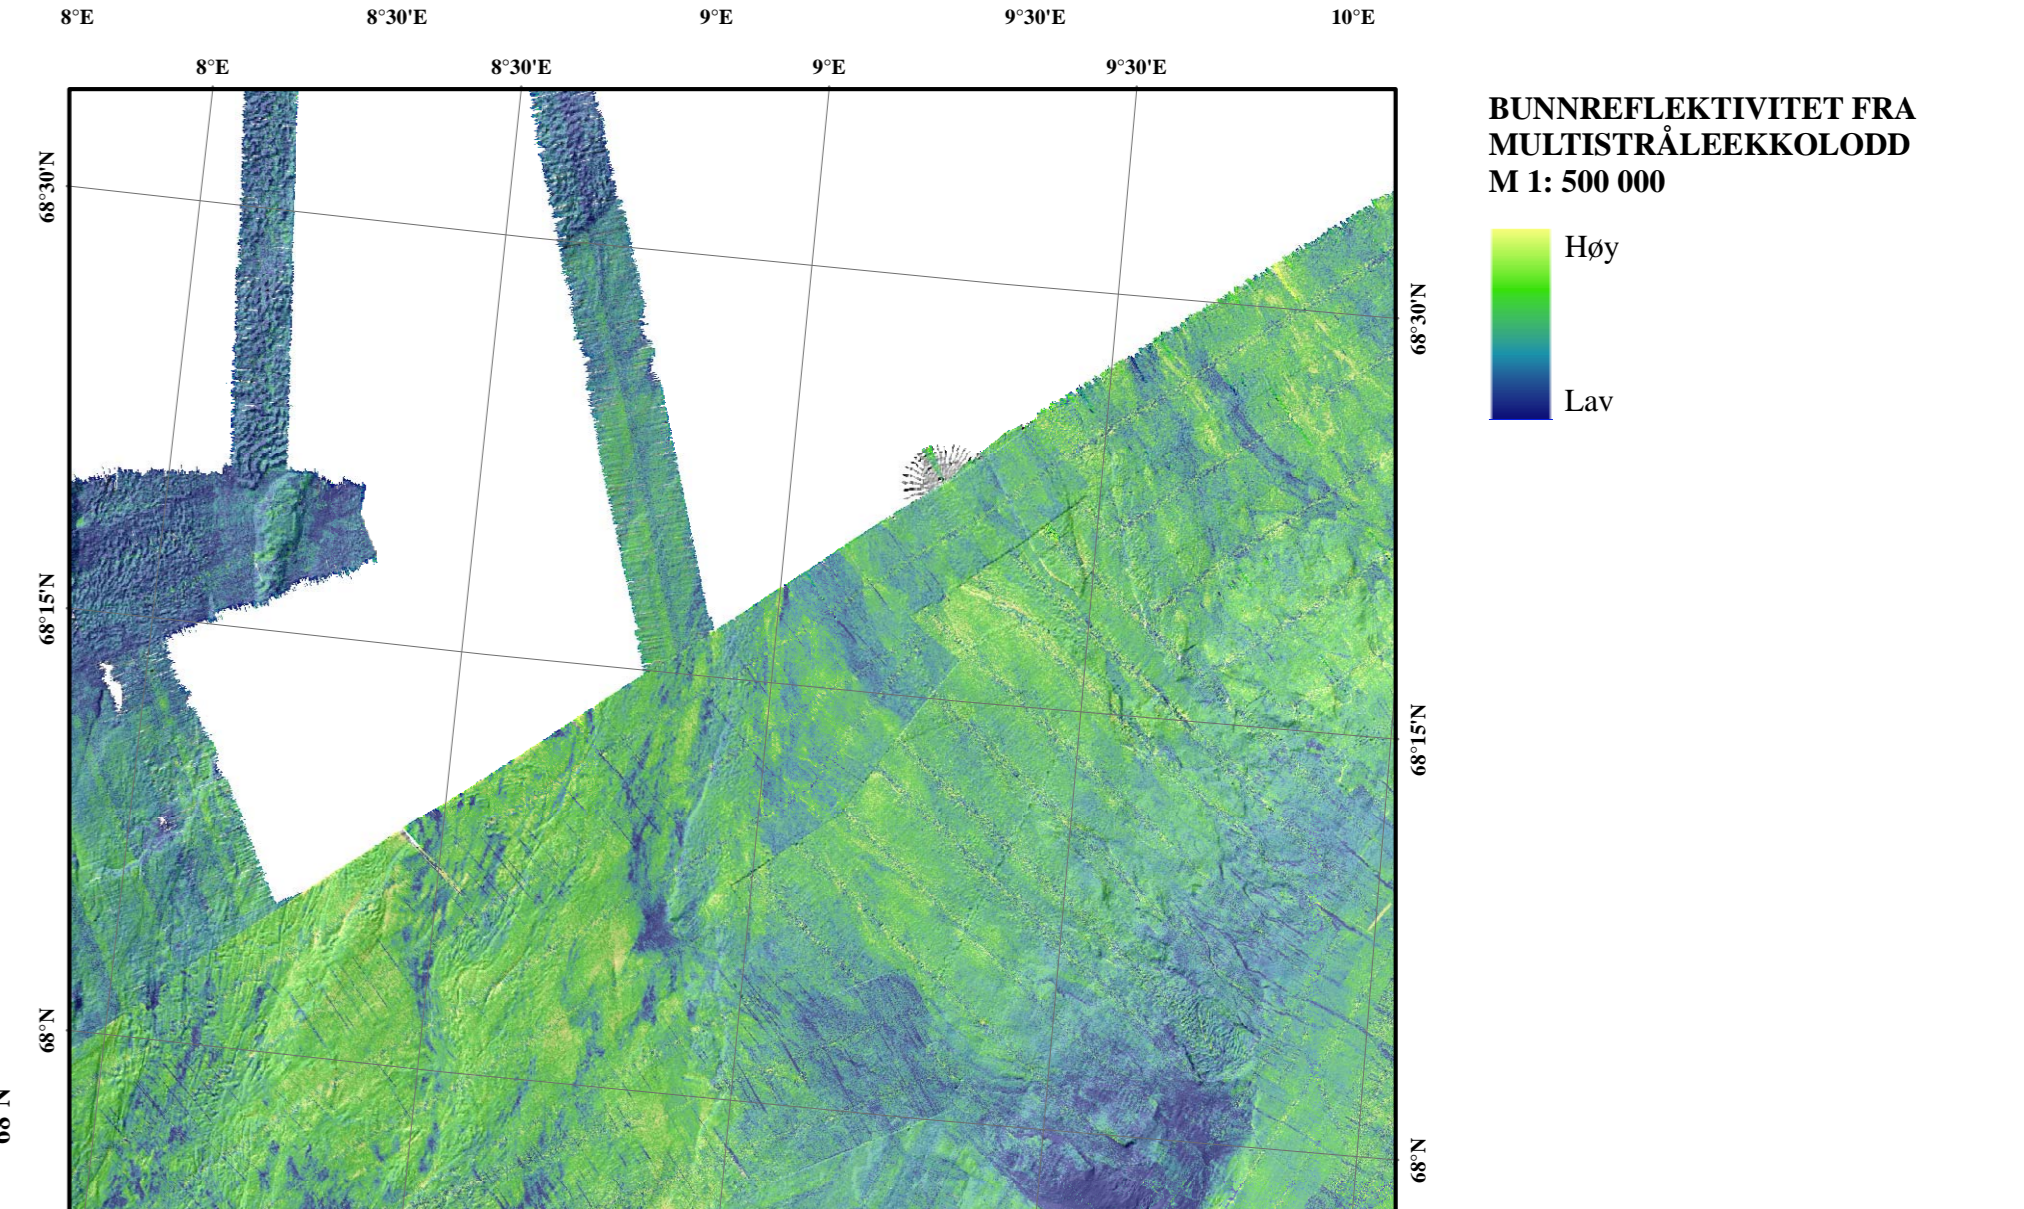 8°E 8°30'E 9°E 9°30'E 10°E
8°E 8°30'E 9°E 9°30'E
BUNNREFLEKTIVITET FRA
MULTISTRÅLEEKKOLODD
M 1: 500 000
Høy
Lav
68°30'N
68°15'N
68°N
68°30'N
68°15'N
68°N
68°N